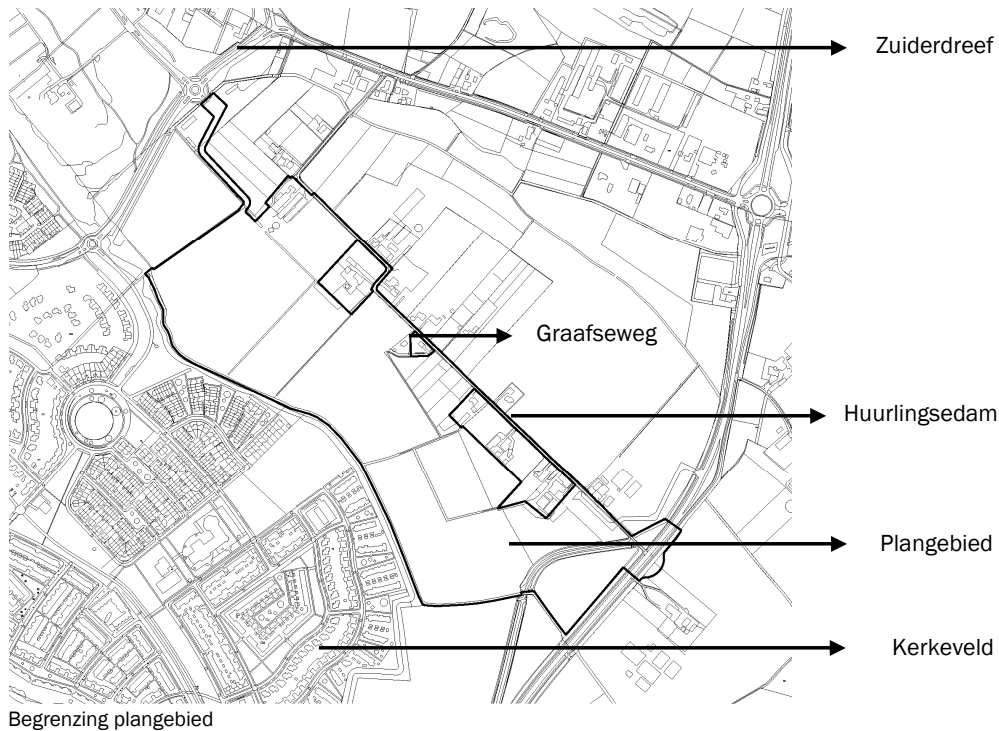 Zuiderdreef
Graafseweg
Huurlingsedam
Plangebied
Kerkeveld
Begrenzing plangebied